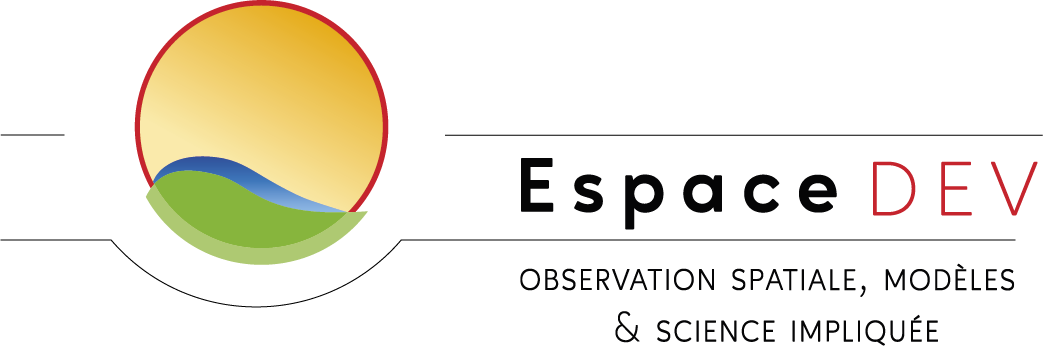 Espace DEV
OBSERVATION SPATIALE, MODÈLES
& SCIENCE IMPLIQUÉE